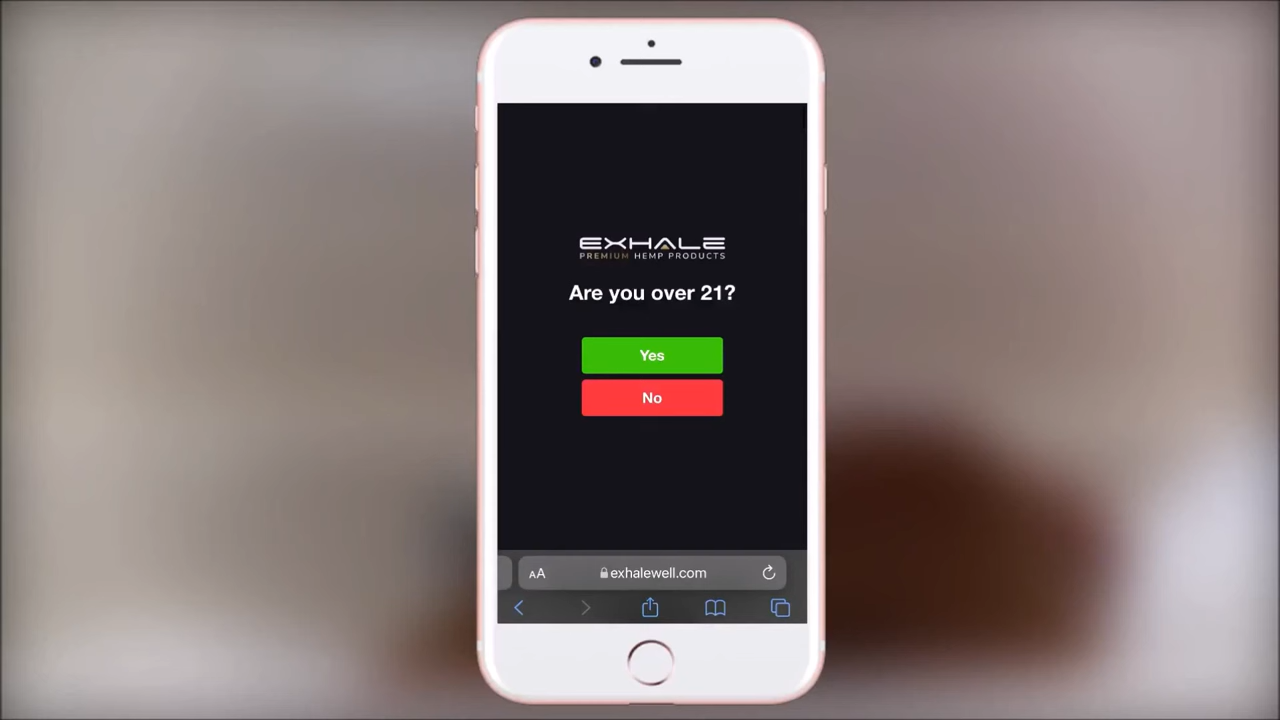 EXHALE
PREMIUM HEMP PRODUCTS
Are you over 21?
Yes
No
AA
exhalewell.com